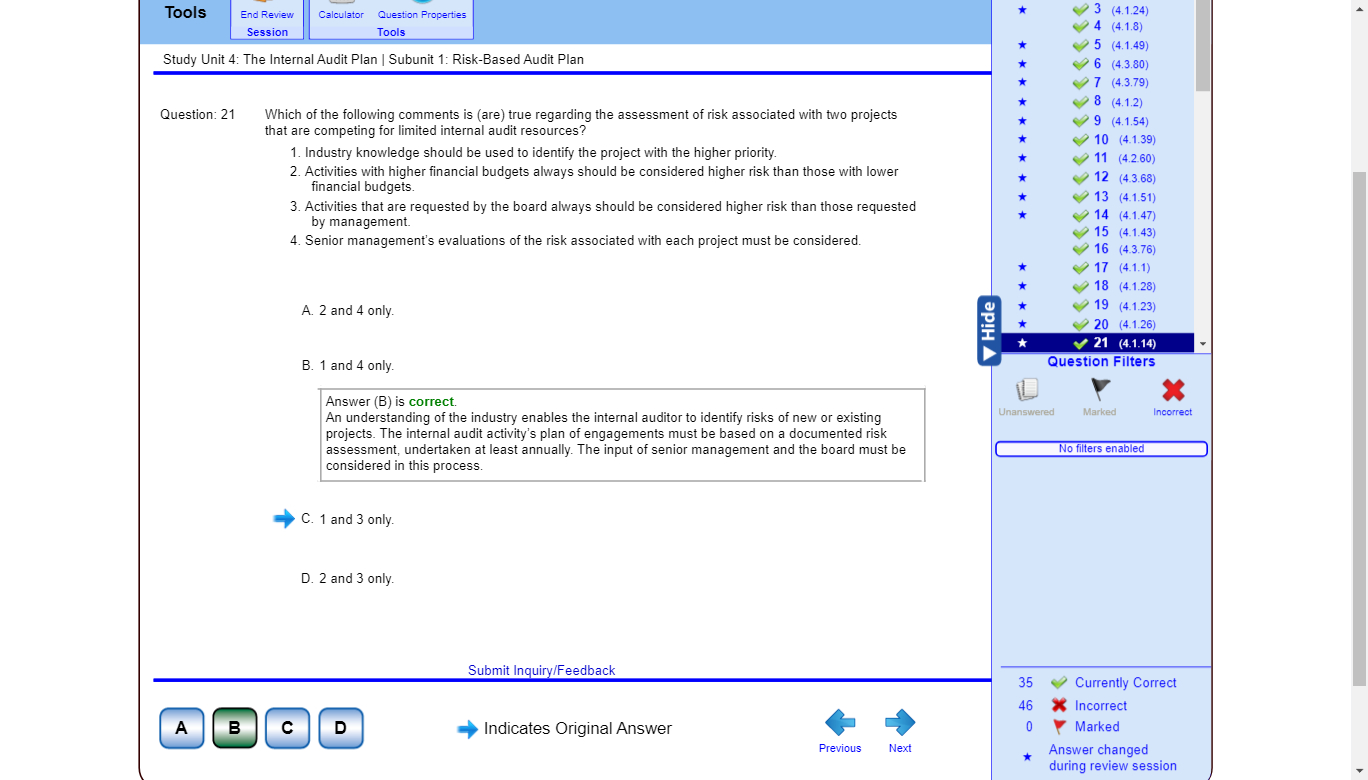 Tools
End Review
Session
Calculator Question Properties
Tools
Study Unit 4: The Internal Audit Plan | Subunit 1: Risk-Based Audit Plan
Question: 21
Which of the following comments is (are) true regarding the assessment of risk associated with two projects
that are competing for limited internal audit resources?
1. Industry knowledge should be used to identify the project with the higher priority.
2. Activities with higher financial budgets always should be considered higher risk than those with lower
financial budgets.
3. Activities that are requested by the board always should be considered higher risk than those requested
by management.
4. Senior management's evaluations of the risk associated with each project must be considered.
A. 2 and 4 only.
B. 1 and 4 only.
Answer (B) is correct.
An understanding of the industry enables the internal auditor to identify risks of new or existing
projects. The internal audit activity's plan of engagements must be based on a documented risk
assessment, undertaken at least annually. The input of senior management and the board must be
considered in this process.
C. 1 and 3 only.
D. 2 and 3 only.
Submit Inquiry/Feedback
A B C D
Indicates Original Answer
Previous Next
3 (4.1.24)
4 (4.1.8)
5 (4.1.49)
6 (4.3.80)
7 (4.3.79)
8 (4.1.2)
9 (4.1.54)
10 (4.1.39)
11 (4.2.60)
12 (4.3.68)
13 (4.1.51)
14 (4.1.47)
15 (4.1.43)
16 (4.3.76)
17 (4.1.1)
18 (4.1.28)
19 (4.1.23)
20 (4.1.26)
21 (4.1.14)
Hide
Question Filters
Unanswered Marked Incorrect
No filters enabled
35 Currently Correct
46 Incorrect
0 Marked
Answer changed
during review session